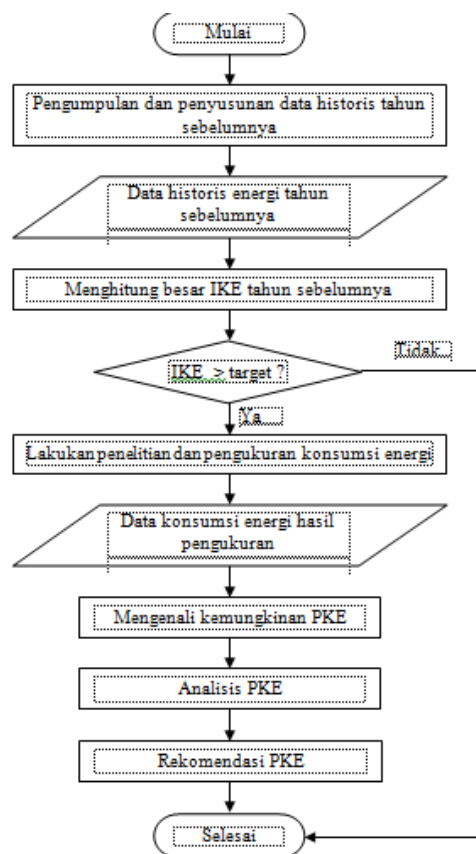 Mulai
Pengumpulan dan penyusunan data historis tahun
sebelumnya
Data historis energi tahun
sebelumnya
Menghitung besar IKE tahun sebelumnya
IKE > target ?
Tidak
Ya
Lakukan penelitian dan pengukuran konsumsi energi
Data konsumsi energi hasil
pengukuran
Mengenali kemungkinan PKE
Analisis PKE
Rekomendasi PKE
Selesai